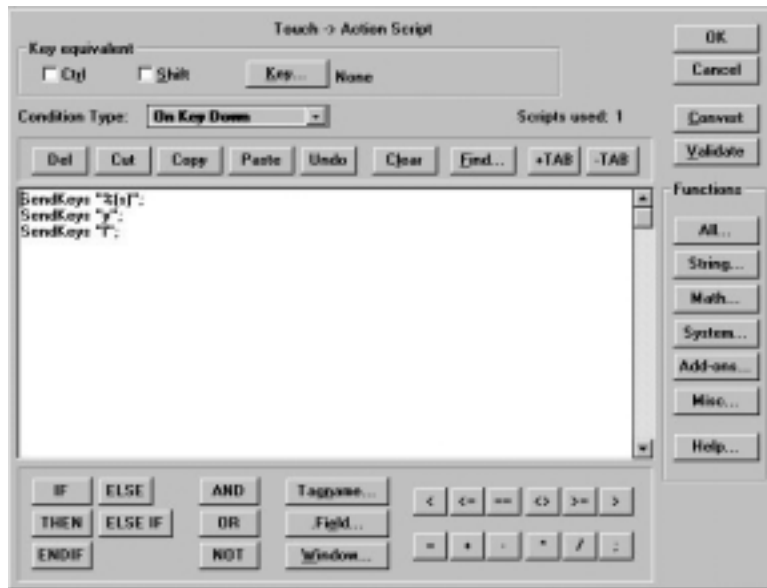 Touch -> Action Script
Key equivalent
Ctrl Shift Key... None
Condition Type: On Key Down Scripts used: 1
Del Cut Copy Paste Undo Clear Find... +TAB -TAB
SendKeys "%(s)";
SendKeys "y";
SendKeys "f";
OK
Cancel
Convert
Validate
Functions
All...
String...
Math...
System...
Add-ons...
Misc...
Help...
IF ELSE AND Tagname... < <= == <> >= >
THEN ELSE IF OR .Field...
ENDIF NOT Window... = + - * / ;